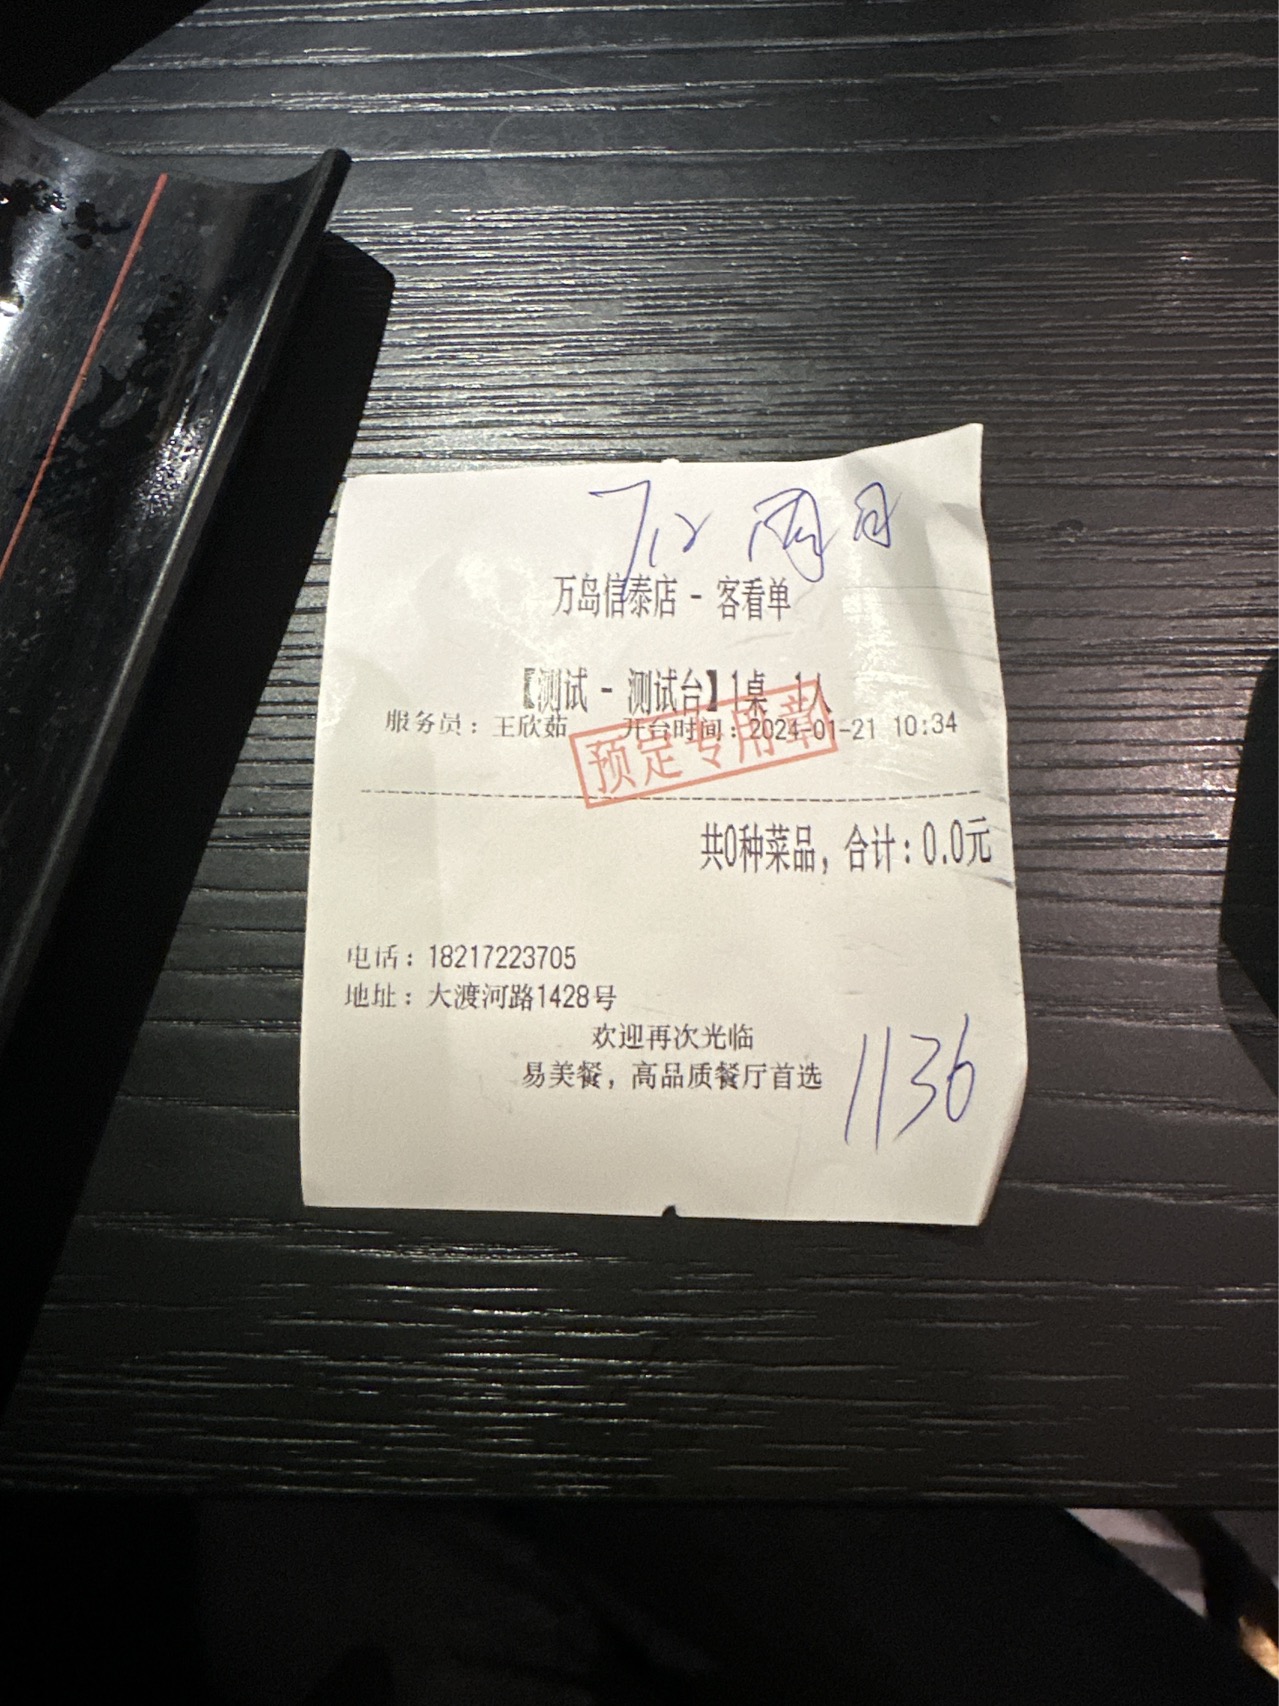 万岛信泰店 - 客看单
【测试 - 测试台】1桌 1人
服务员：王欣茹 开台时间：2024-01-21 10:34
预定专用章
共0种菜品，合计：0.0元
电话：18217223705
地址：大渡河路1428号
欢迎再次光临
易美餐，高品质餐厅首选
1136